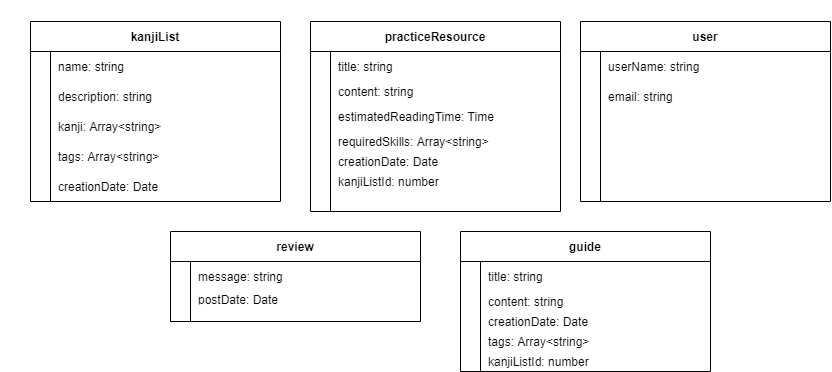 kanjiList
name: string
description: string
kanji: Array<string>
tags: Array<string>
creationDate: Date
practiceResource
title: string
content: string
estimatedReadingTime: Time
requiredSkills: Array<string>
creationDate: Date
kanjiListId: number
user
userName: string
email: string
review
message: string
postDate: Date
guide
title: string
content: string
creationDate: Date
tags: Array<string>
kanjiListId: number